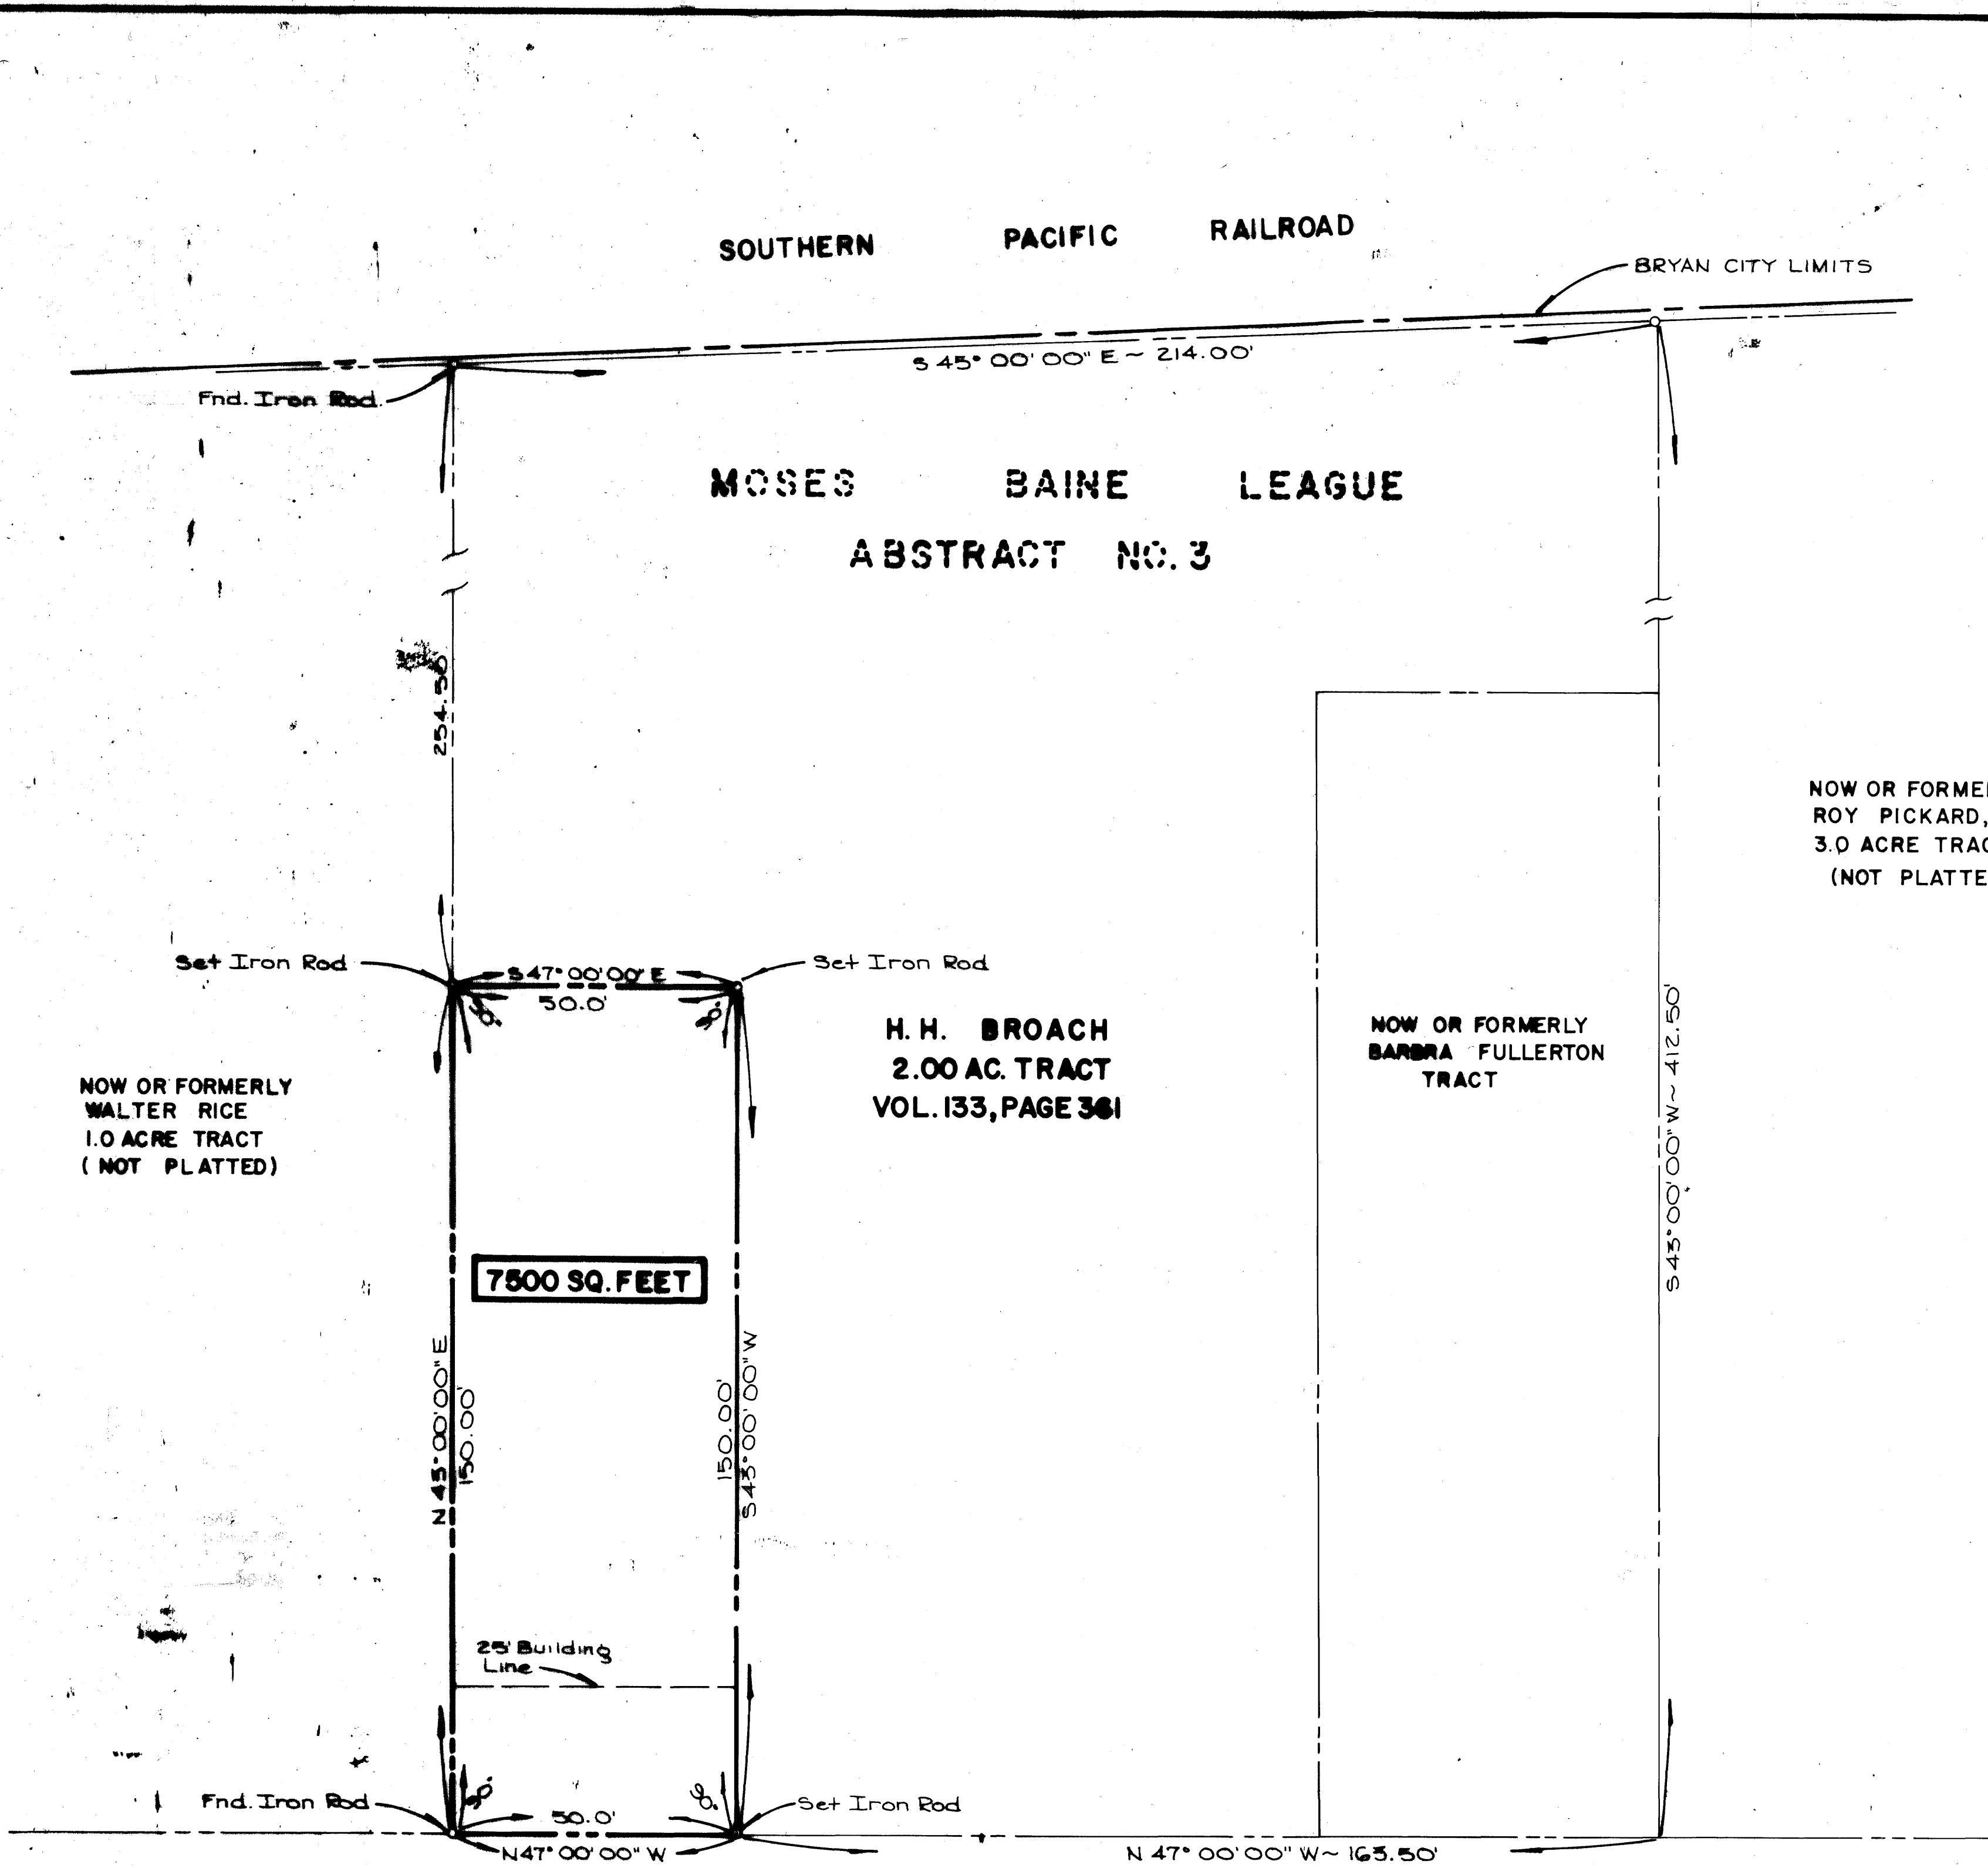 SOUTHERN PACIFIC RAILROAD
BRYAN CITY LIMITS
S 45° 00' 00" E ~ 214.00'
Fnd. Iron Rod
MOSES BAINE LEAGUE
ABSTRACT NO. 3
254.50
NOW OR FORME
ROY PICKARD,
3.0 ACRE TRAC
(NOT PLATTE
Set Iron Rod
S47°00'00" E
50.0'
90°
90°
Set Iron Rod
H. H. BROACH
2.00 AC. TRACT
VOL. 133, PAGE 361
NOW OR FORMERLY
BARBRA FULLERTON
TRACT
S 43° 00' 00" W ~ 412.50'
NOW OR FORMERLY
WALTER RICE
1.0 ACRE TRACT
( NOT PLATTED)
7500 SQ. FEET
N 43° 00' 00" E
150.00'
150.00'
S 43° 00' 00" W
25' Building
Line
Fnd. Iron Rod
90°
90°
50.0'
Set Iron Rod
N47° 00' 00" W
N 47° 00' 00" W ~ 163.50'